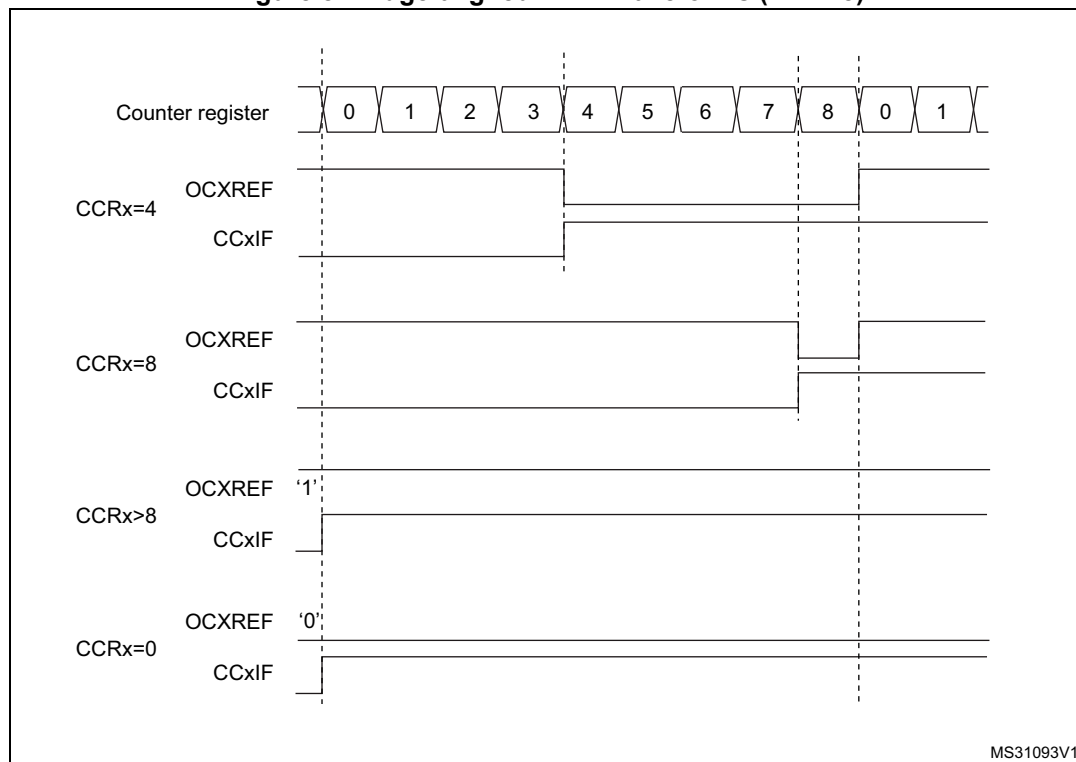 Counter register 0 1 2 3 4 5 6 7 8 0 1
OCXREF
CCRx=4
CCxIF
OCXREF
CCRx=8
CCxIF
OCXREF ‘1’
CCRx>8
CCxIF
OCXREF ‘0’
CCRx=0
CCxIF
MS31093V1